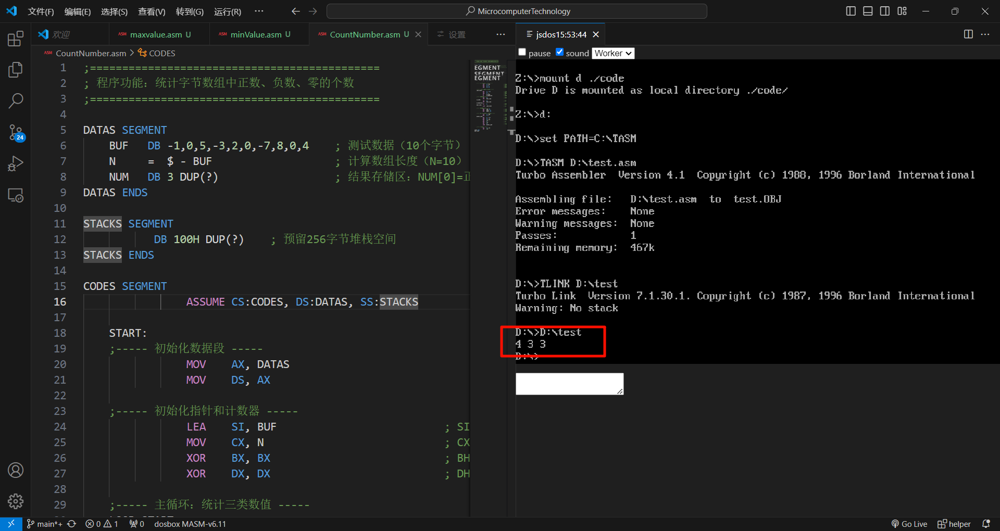 文件(F) 编辑(E) 选择(S) 查看(V) 转到(G) 运行(R) ··· MicrocomputerTechnology
欢迎 ASM maxvalue.asm U ASM minValue.asm U ASM CountNumber.asm U 设置 ··· jsdos15:53:44
ASM CountNumber.asm > CODES
pause sound Worker
1 ;=============================================
2 ; 程序功能：统计字节数组中正数、负数、零的个数
3 ;=============================================
4
5 DATAS SEGMENT
6 BUF DB -1,0,5,-3,2,0,-7,8,0,4 ; 测试数据（10个字节）
7 N = $ - BUF ; 计算数组长度（N=10）
8 NUM DB 3 DUP(?) ; 结果存储区：NUM[0]=正
9 DATAS ENDS
10
11 STACKS SEGMENT
12 DB 100H DUP(?) ; 预留256字节堆栈空间
13 STACKS ENDS
14
15 CODES SEGMENT
16 ASSUME CS:CODES, DS:DATAS, SS:STACKS
17
18 START:
19 ;----- 初始化数据段 -----
20 MOV AX, DATAS
21 MOV DS, AX
22
23 ;----- 初始化指针和计数器 -----
24 LEA SI, BUF ; SI
25 MOV CX, N ; CX
26 XOR BX, BX ; BH
27 XOR DX, DX ; DH
28
29 ;----- 主循环：统计三类数值 -----
EGMENT
SEGMENT
EGMENT
Z:\>mount d ./code
Drive D is mounted as local directory ./code/
Z:\>d:
D:\>set PATH=C:\TASM
D:\>TASM D:\test.asm
Turbo Assembler Version 4.1 Copyright (c) 1988, 1996 Borland International
Assembling file: D:\test.asm to test.OBJ
Error messages: None
Warning messages: None
Passes: 1
Remaining memory: 467k
D:\>TLINK D:\test
Turbo Link Version 7.1.30.1. Copyright (c) 1987, 1996 Borland International
Warning: No stack
D:\>D:\test
4 3 3
D:\>
24
main*+ 0 1 0 dosbox MASM-v6.11 Go Live helper